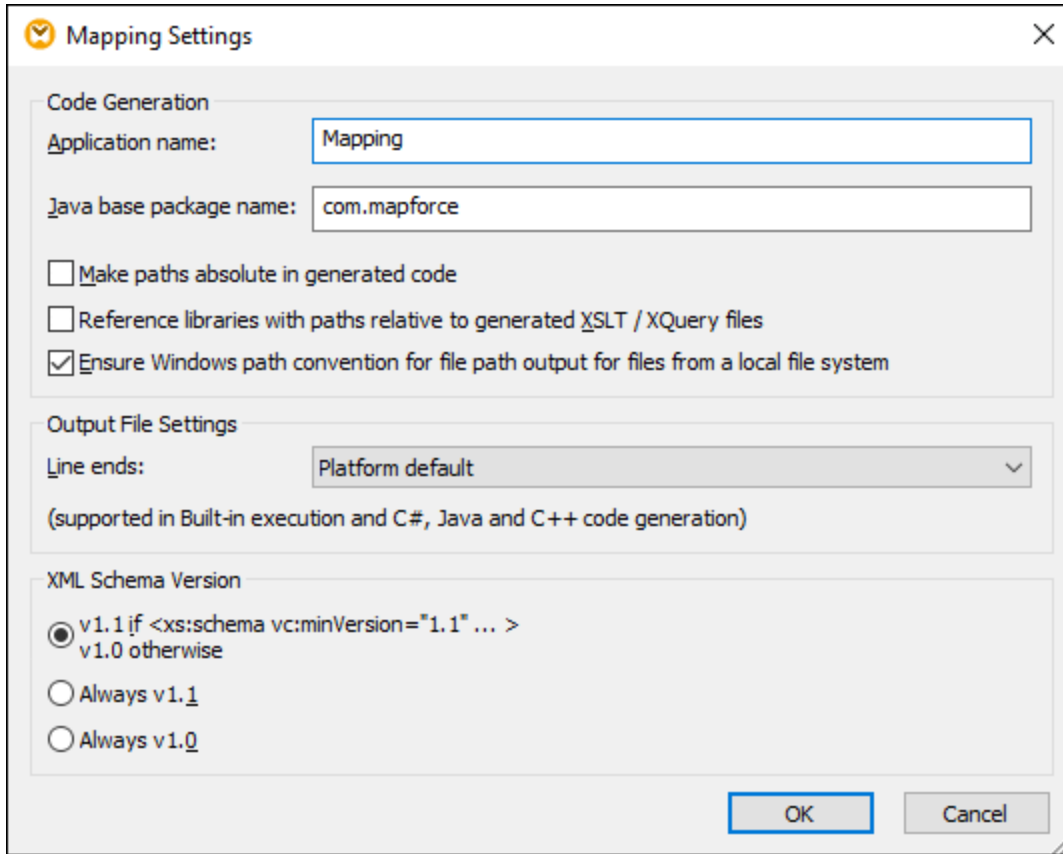 Mapping Settings
Code Generation
Application name:
Mapping
Java base package name:
com.mapforce
Make paths absolute in generated code
Reference libraries with paths relative to generated XSLT / XQuery files
Ensure Windows path convention for file path output for files from a local file system
Output File Settings
Line ends:
Platform default
(supported in Built-in execution and C#, Java and C++ code generation)
XML Schema Version
v1.1 if <xs:schema vc:minVersion="1.1" ... >
v1.0 otherwise
Always v1.1
Always v1.0
OK
Cancel